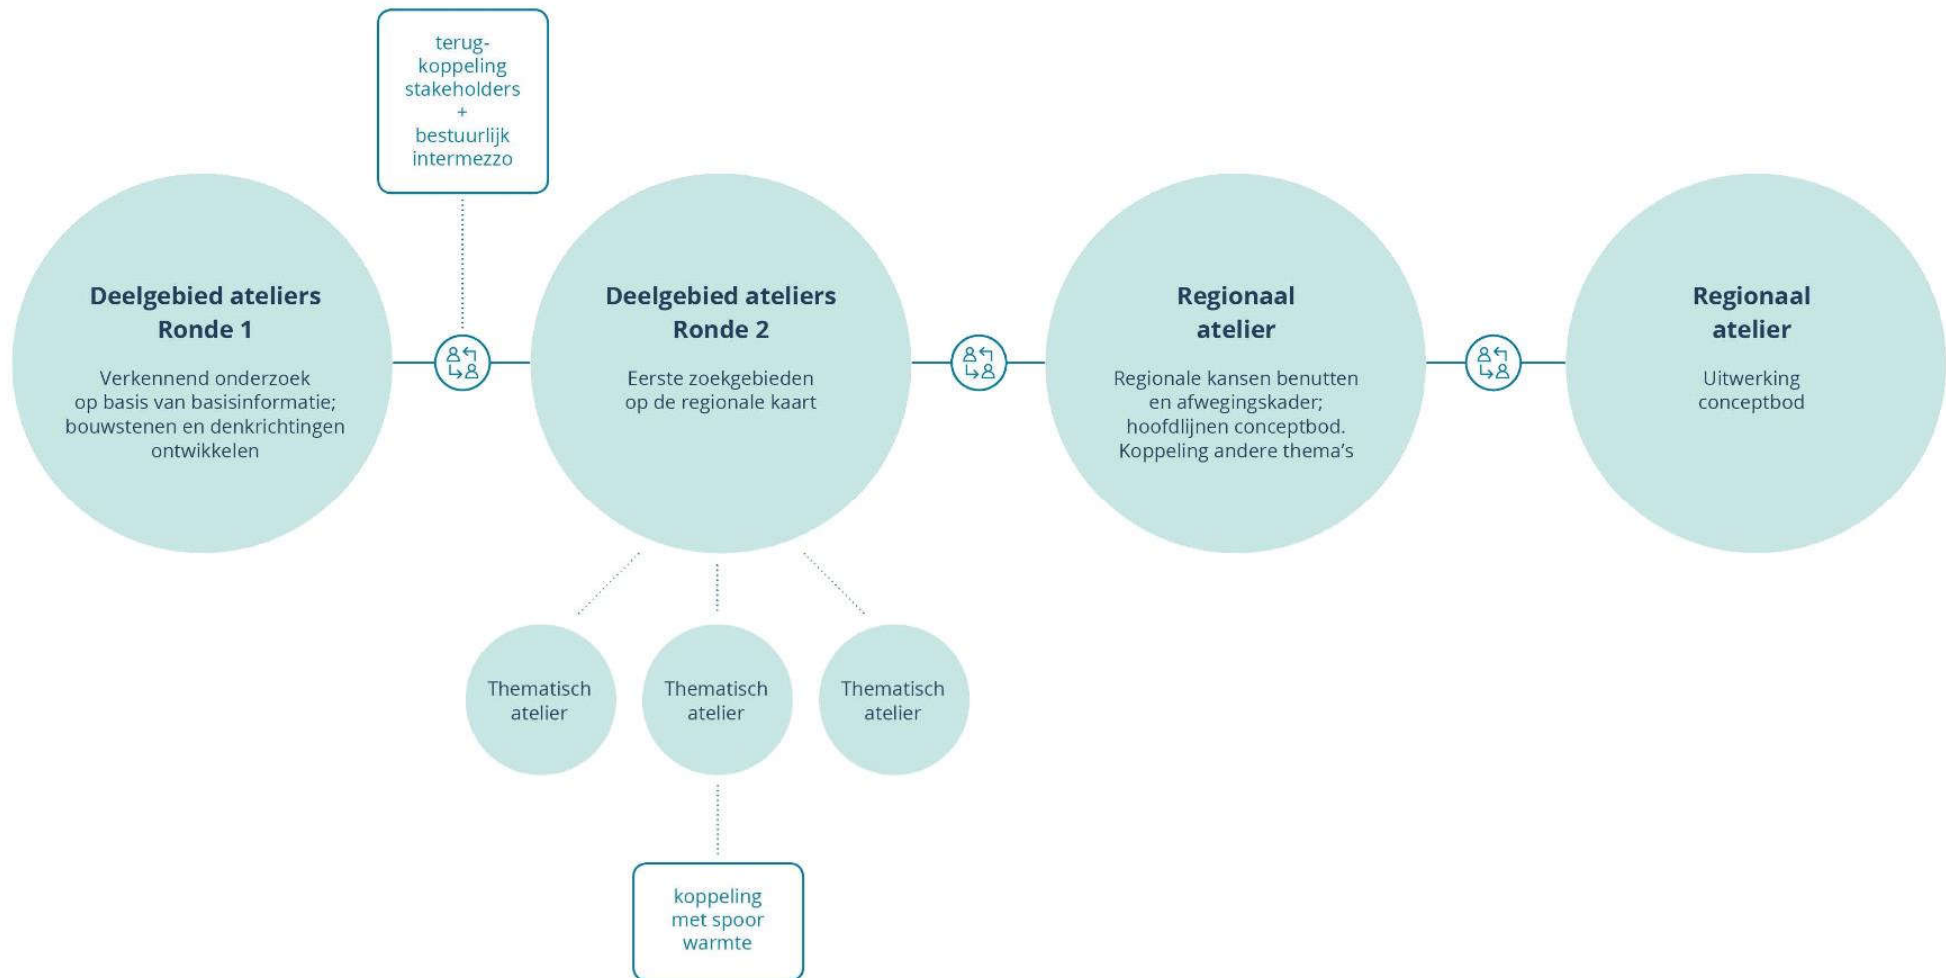 terug-
koppeling
stakeholders
+
bestuurlijk
intermezzo
Deelgebied ateliers
Ronde 1
Verkennend onderzoek
op basis van basisinformatie;
bouwstenen en denkrichtingen
ontwikkelen
Deelgebied ateliers
Ronde 2
Eerste zoekgebieden
op de regionale kaart
Regionaal
atelier
Regionale kansen benutten
en afwegingskader;
hoofdlijnen conceptbod.
Koppeling andere thema's
Regionaal
atelier
Uitwerking
conceptbod
Thematisch
atelier
Thematisch
atelier
Thematisch
atelier
koppeling
met spoor
warmte